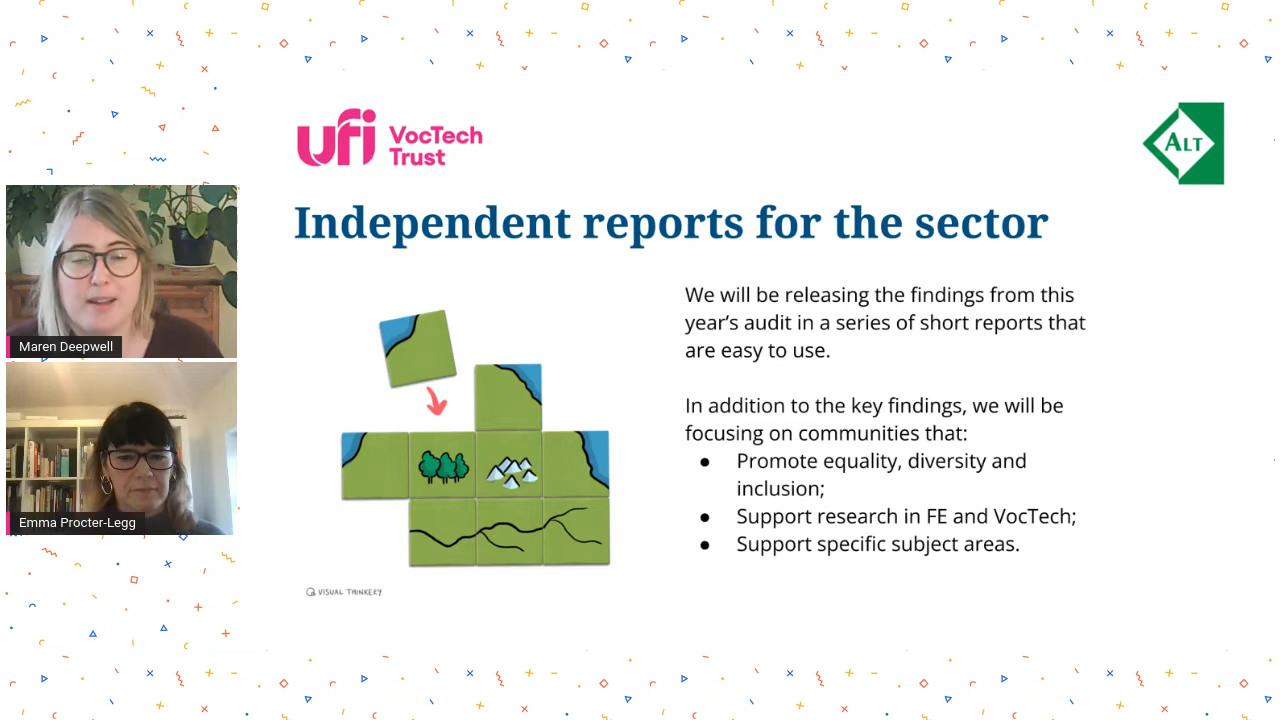 ufi VocTech
Trust
ALT
Independent reports for the sector
We will be releasing the findings from this
year’s audit in a series of short reports that
are easy to use.
In addition to the key findings, we will be
focusing on communities that:
● Promote equality, diversity and
inclusion;
● Support research in FE and VocTech;
● Support specific subject areas.
VISUAL THINKERY
Maren Deepwell
Emma Procter-Legg